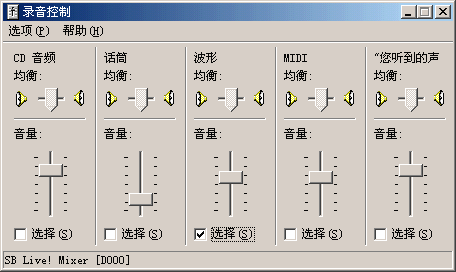 录音控制
选项(P) 帮助(H)
CD 音频 话筒 波形 MIDI "您听到的声
均衡: 均衡: 均衡: 均衡: 均衡:
音量: 音量: 音量: 音量: 音量:
选择(S) 选择(S) 选择(S) 选择(S) 选择(S)
SB Live! Mixer [D000]